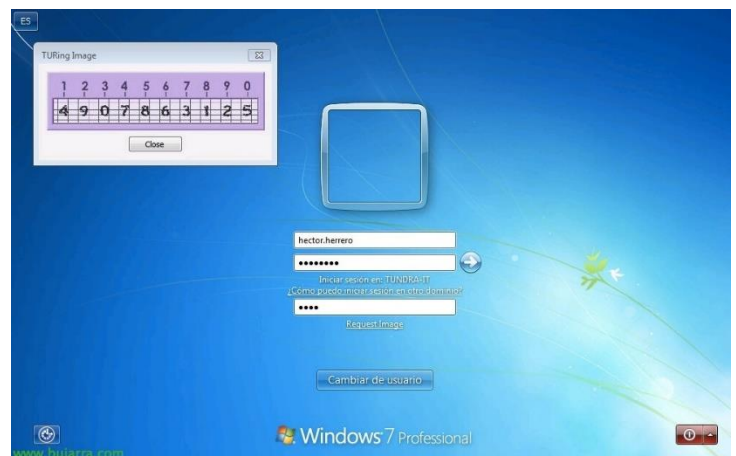 ES
TURing Image
1 2 3 4 5 6 7 8 9 0
4 9 0 7 8 6 3 1 2 5
Close
hector.herrero
Iniciar sesión en: TUNDRA-IT
¿Cómo puedo iniciar sesión en otro dominio?
Request Image
Cambiar de usuario
Windows 7 Professional
www.bujarra.com